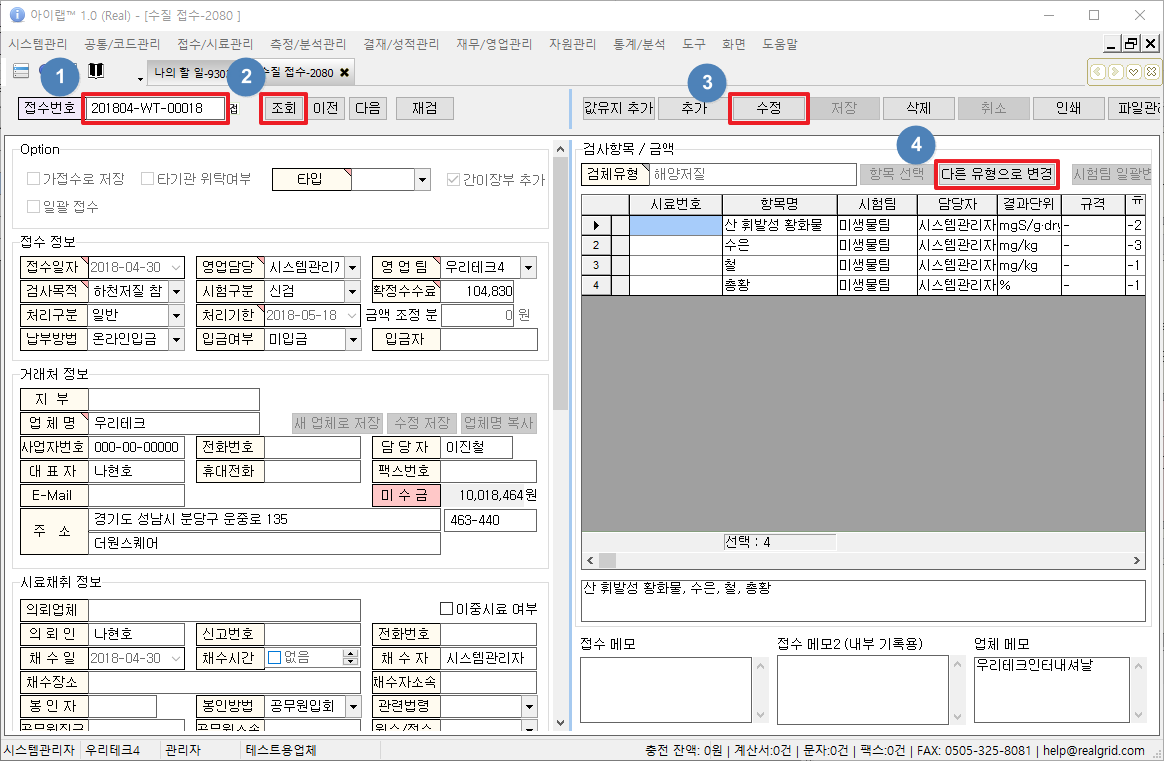 아이랩™ 1.0 (Real) - [수질 접수-2080 ]
시스템관리 공통/코드관리 접수/시료관리 측정/분석관리 결재/성적관리 재무/영업관리 자원관리 통계/분석 도구 화면 도움말
1 나의 할 일-930 2 수질 접수-2080 3
접수번호 201804-WT-00018 접 조회 이전 다음 재검 값유지 추가 추가 수정 저장 삭제 취소 인쇄 파일관리
4
Option
가접수로 저장 타기관 위탁여부 타입 간이장부 추가
일괄 접수
접수 정보
접수일자 2018-04-30 영업담당 시스템관리자 영 업 팀 우리테크4
검사목적 하천저질 참 시험구분 신검 확정수수료 104,830
처리구분 일반 처리기한 2018-05-18 금액 조정 분 0 원
납부방법 온라인입금 입금여부 미입금 입금자
거래처 정보
지 부
업 체 명 우리테크 새 업체로 저장 수정 저장 업체명 복사
사업자번호 000-00-00000 전화번호 담 당 자 이진철
대 표 자 나현호 휴대전화 팩스번호
E-Mail 미 수 금 10,018,464원
주 소 경기도 성남시 분당구 운중로 135 463-440
더원스퀘어
시료채취 정보
의뢰업체 이중시료 여부
의 뢰 인 나현호 신고번호 전화번호
채 수 일 2018-04-30 채수시간 없음 채 수 자 시스템관리자
채수장소 채수자소속
봉 인 자 봉인방법 공무원입회 관련법령
공무원직급 공무원소속 원수/정수
검사항목 / 금액
검체유형 해양저질 항목 선택 다른 유형으로 변경 시험팀 일괄변
시료번호 항목명 시험팀 담당자 결과단위 규격
산 휘발성 황화물 미생물팀 시스템관리자 mgS/g·dry - -2
2 수은 미생물팀 시스템관리자 mg/kg - -3
3 철 미생물팀 시스템관리자 mg/kg - -1
4 총황 미생물팀 시스템관리자 % - -1
선택 : 4
산 휘발성 황화물, 수은, 철, 총황
접수 메모 접수 메모2 (내부 기록용) 업체 메모
우리테크인터내셔날
시스템관리자 우리테크4 관리자 테스트용업체 충전 잔액: 0원 | 계산서:0건 | 문자:0건 | 팩스:0건 | FAX: 0505-325-8081 | help@realgrid.com